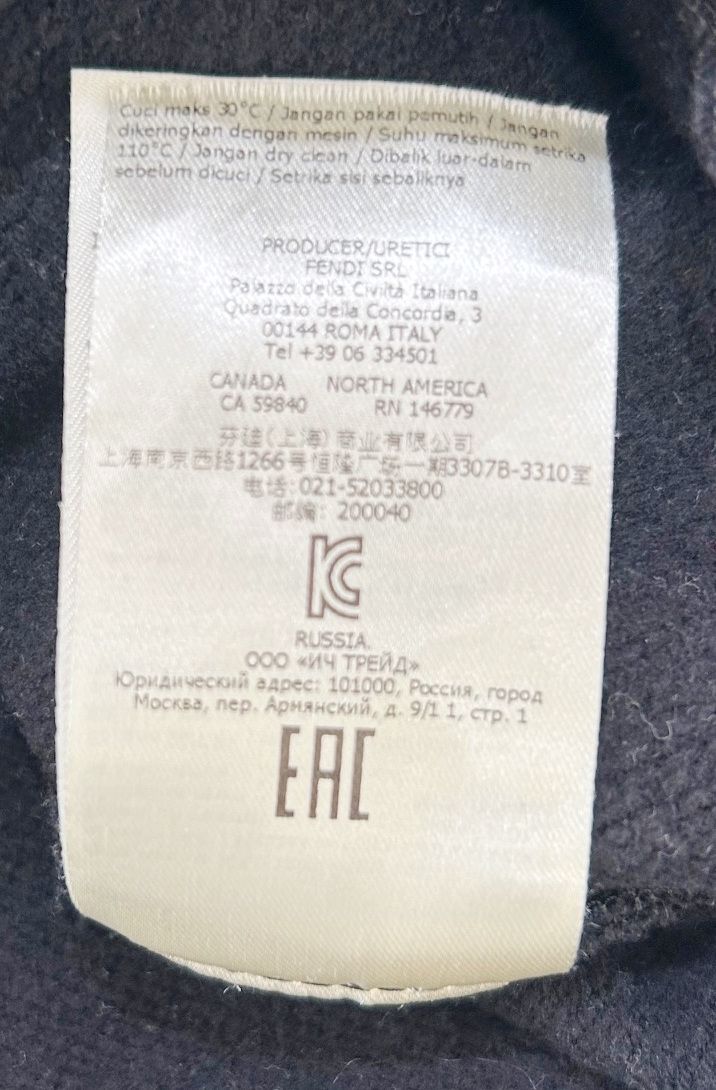 Cuci maks 30°C / Jangan pakai pemutih / Jangan
dikeringkan dengan mesin / Suhu maksimum setrika
110°C / Jangan dry clean / Dibalik luar-dalam
sebelum dicuci / Setrika sisi sebaliknya
PRODUCER/URETICI
FENDI SRL
Palazzo della Civiltà Italiana
Quadrato della Concordia, 3
00144 ROMA ITALY
Tel +39 06 334501
CANADA NORTH AMERICA
CA 59840 RN 146779
芬迪(上海)商业有限公司
上海南京西路1266号恒隆广场一期3307B-3310室
电话: 021-52033800
邮编: 200040
KC
RUSSIA.
ООО «ИЧ ТРЕЙД»
Юридический адрес: 101000, Россия, город
Москва, пер. Армянский, д. 9/1 1, стр. 1
EAC